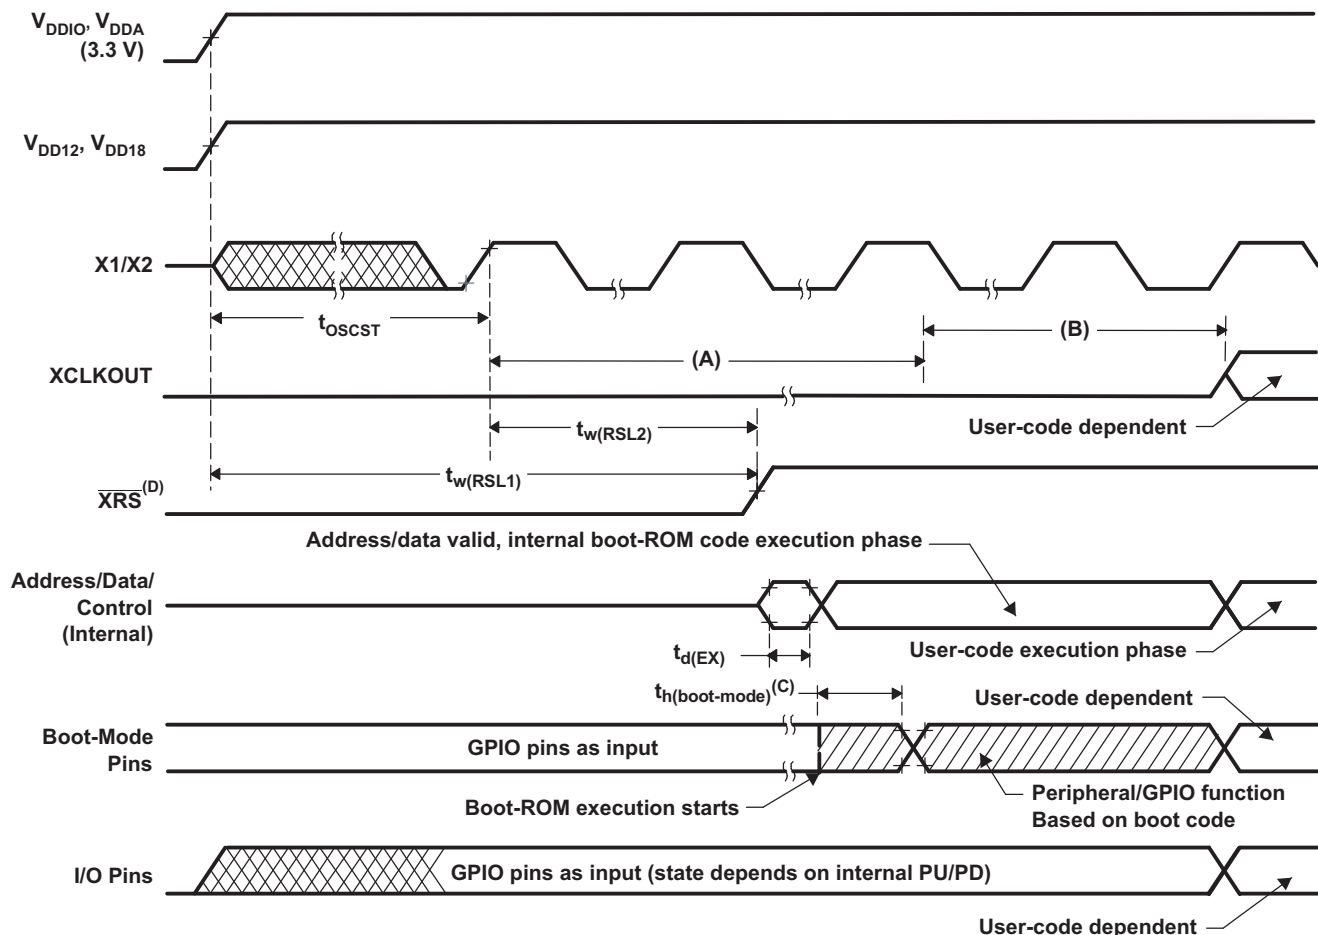 VDDIO, VDDA
(3.3 V)
VDD12, VDD18
X1/X2
tOSCST
(B)
(A)
XCLKOUT
User-code dependent
tw(RSL2)
tw(RSL1)
XRS(D)
Address/data valid, internal boot-ROM code execution phase
Address/Data/
Control
(Internal)
td(EX)
User-code execution phase
th(boot-mode)(C)
User-code dependent
Boot-Mode
Pins
GPIO pins as input
Boot-ROM execution starts
Peripheral/GPIO function
Based on boot code
I/O Pins
GPIO pins as input (state depends on internal PU/PD)
User-code dependent